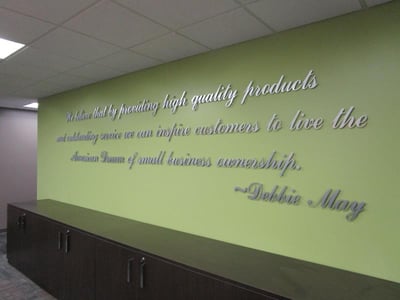 We believe that by providing high quality products
and outstanding service we can inspire customers to live the
American Dream of small business ownership.
~Debbie May